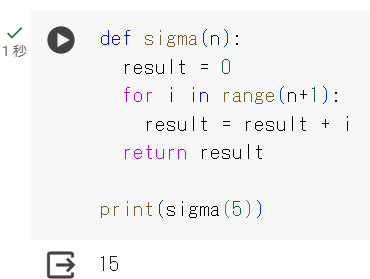 def sigma(n):
  result = 0
  for i in range(n+1):
    result = result + i
  return result

print(sigma(5))
1 秒
15